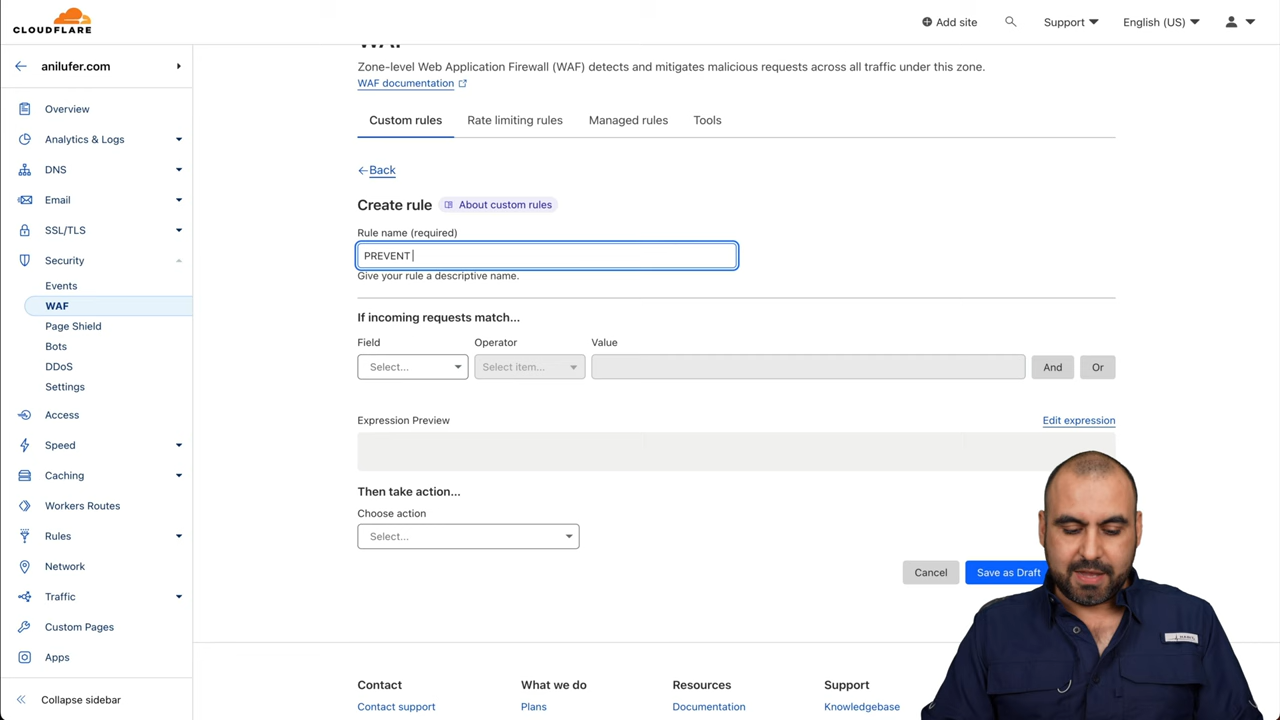 CLOUDFLARE
Add site
Support
English (US)
anilufer.com
Overview
Analytics & Logs
DNS
Email
SSL/TLS
Security
Events
WAF
Page Shield
Bots
DDoS
Settings
Access
Speed
Caching
Workers Routes
Rules
Network
Traffic
Custom Pages
Apps
Collapse sidebar
WAF
Zone-level Web Application Firewall (WAF) detects and mitigates malicious requests across all traffic under this zone.
WAF documentation
Custom rules Rate limiting rules Managed rules Tools
Back
Create rule About custom rules
Rule name (required)
PREVENT
Give your rule a descriptive name.
If incoming requests match...
Field Operator Value
Select... Select item... And Or
Expression Preview Edit expression
Then take action...
Choose action
Select...
Cancel Save as Draft
Contact What we do Resources Support
Contact support Plans Documentation Knowledgebase